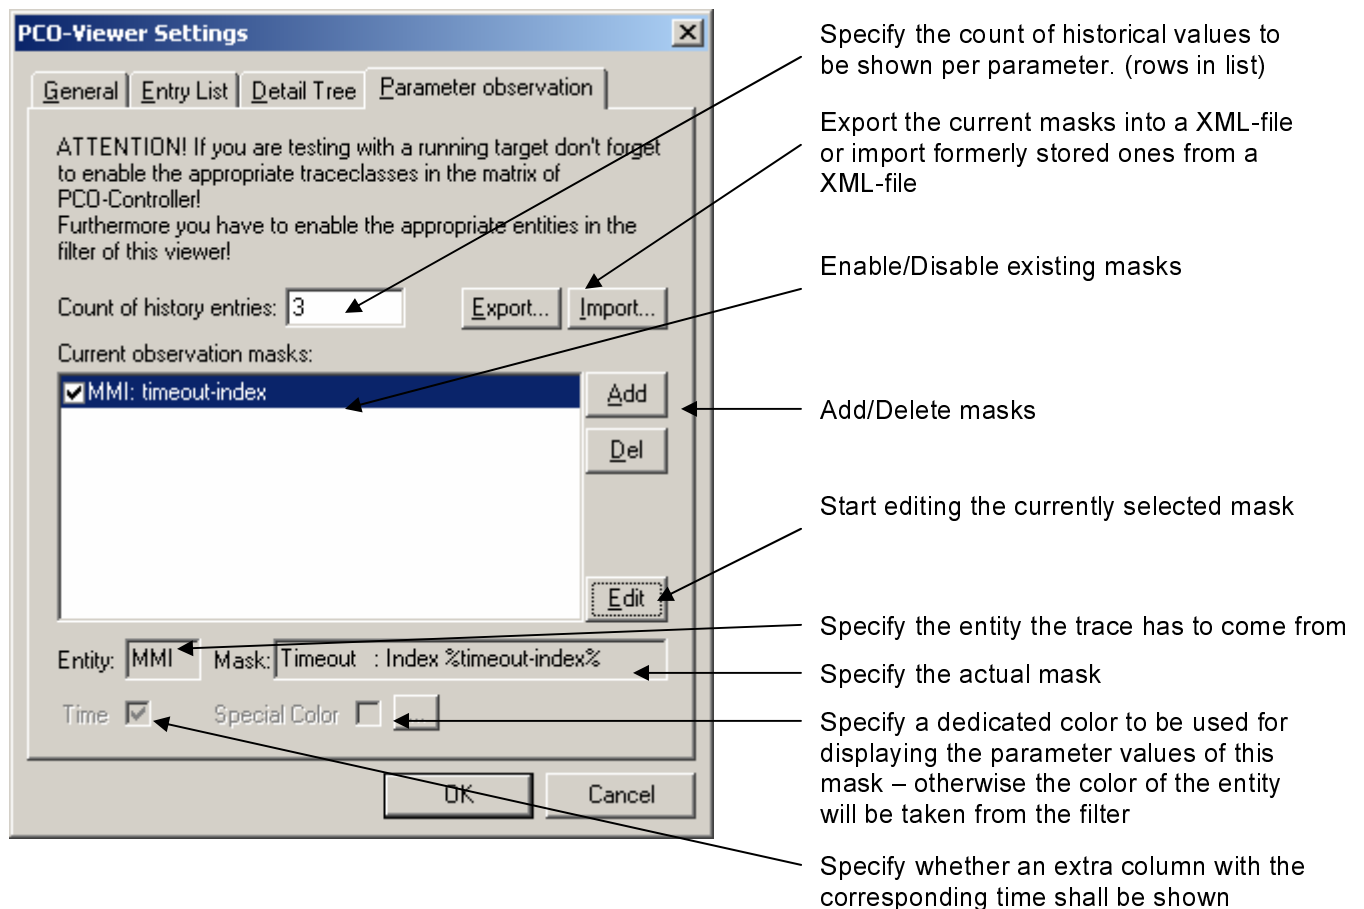 PCO-Viewer Settings
General
Entry List
Detail Tree
Parameter observation
ATTENTION! If you are testing with a running target don't forget
to enable the appropriate traceclasses in the matrix of
PCO-Controller!
Furthermore you have to enable the appropriate entities in the
filter of this viewer!
Count of history entries: 3
Export...
Import...
Current observation masks:
MMI: timeout-index
Add
Del
Edit
Entity: MMI Mask: Timeout : Index %timeout-index%
Time Special Color ...
OK
Cancel
Specify the count of historical values to
be shown per parameter. (rows in list)
Export the current masks into a XML-file
or import formerly stored ones from a
XML-file
Enable/Disable existing masks
Add/Delete masks
Start editing the currently selected mask
Specify the entity the trace has to come from
Specify the actual mask
Specify a dedicated color to be used for
displaying the parameter values of this
mask – otherwise the color of the entity
will be taken from the filter
Specify whether an extra column with the
corresponding time shall be shown